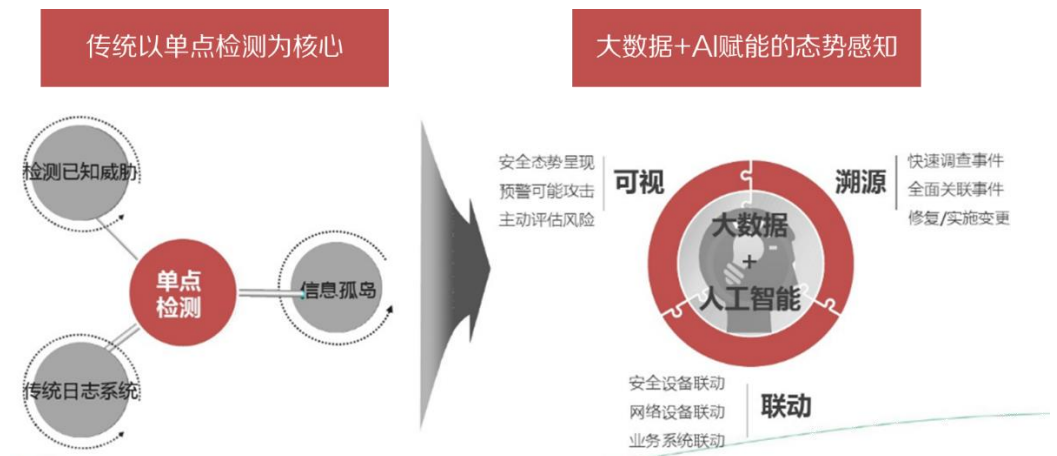 传统以单点检测为核心
检测已知威胁
单点
检测
信息孤岛
传统日志系统
大数据+AI赋能的态势感知
安全态势呈现
预警可能攻击
主动评估风险
可视
溯源
快速调查事件
全面关联事件
修复/实施变更
大数据
+
人工智能
安全设备联动
网络设备联动
业务系统联动
联动